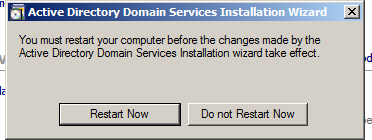 Active Directory Domain Services Installation Wizard
You must restart your computer before the changes made by the
Active Directory Domain Services Installation wizard take effect.
Restart Now
Do not Restart Now